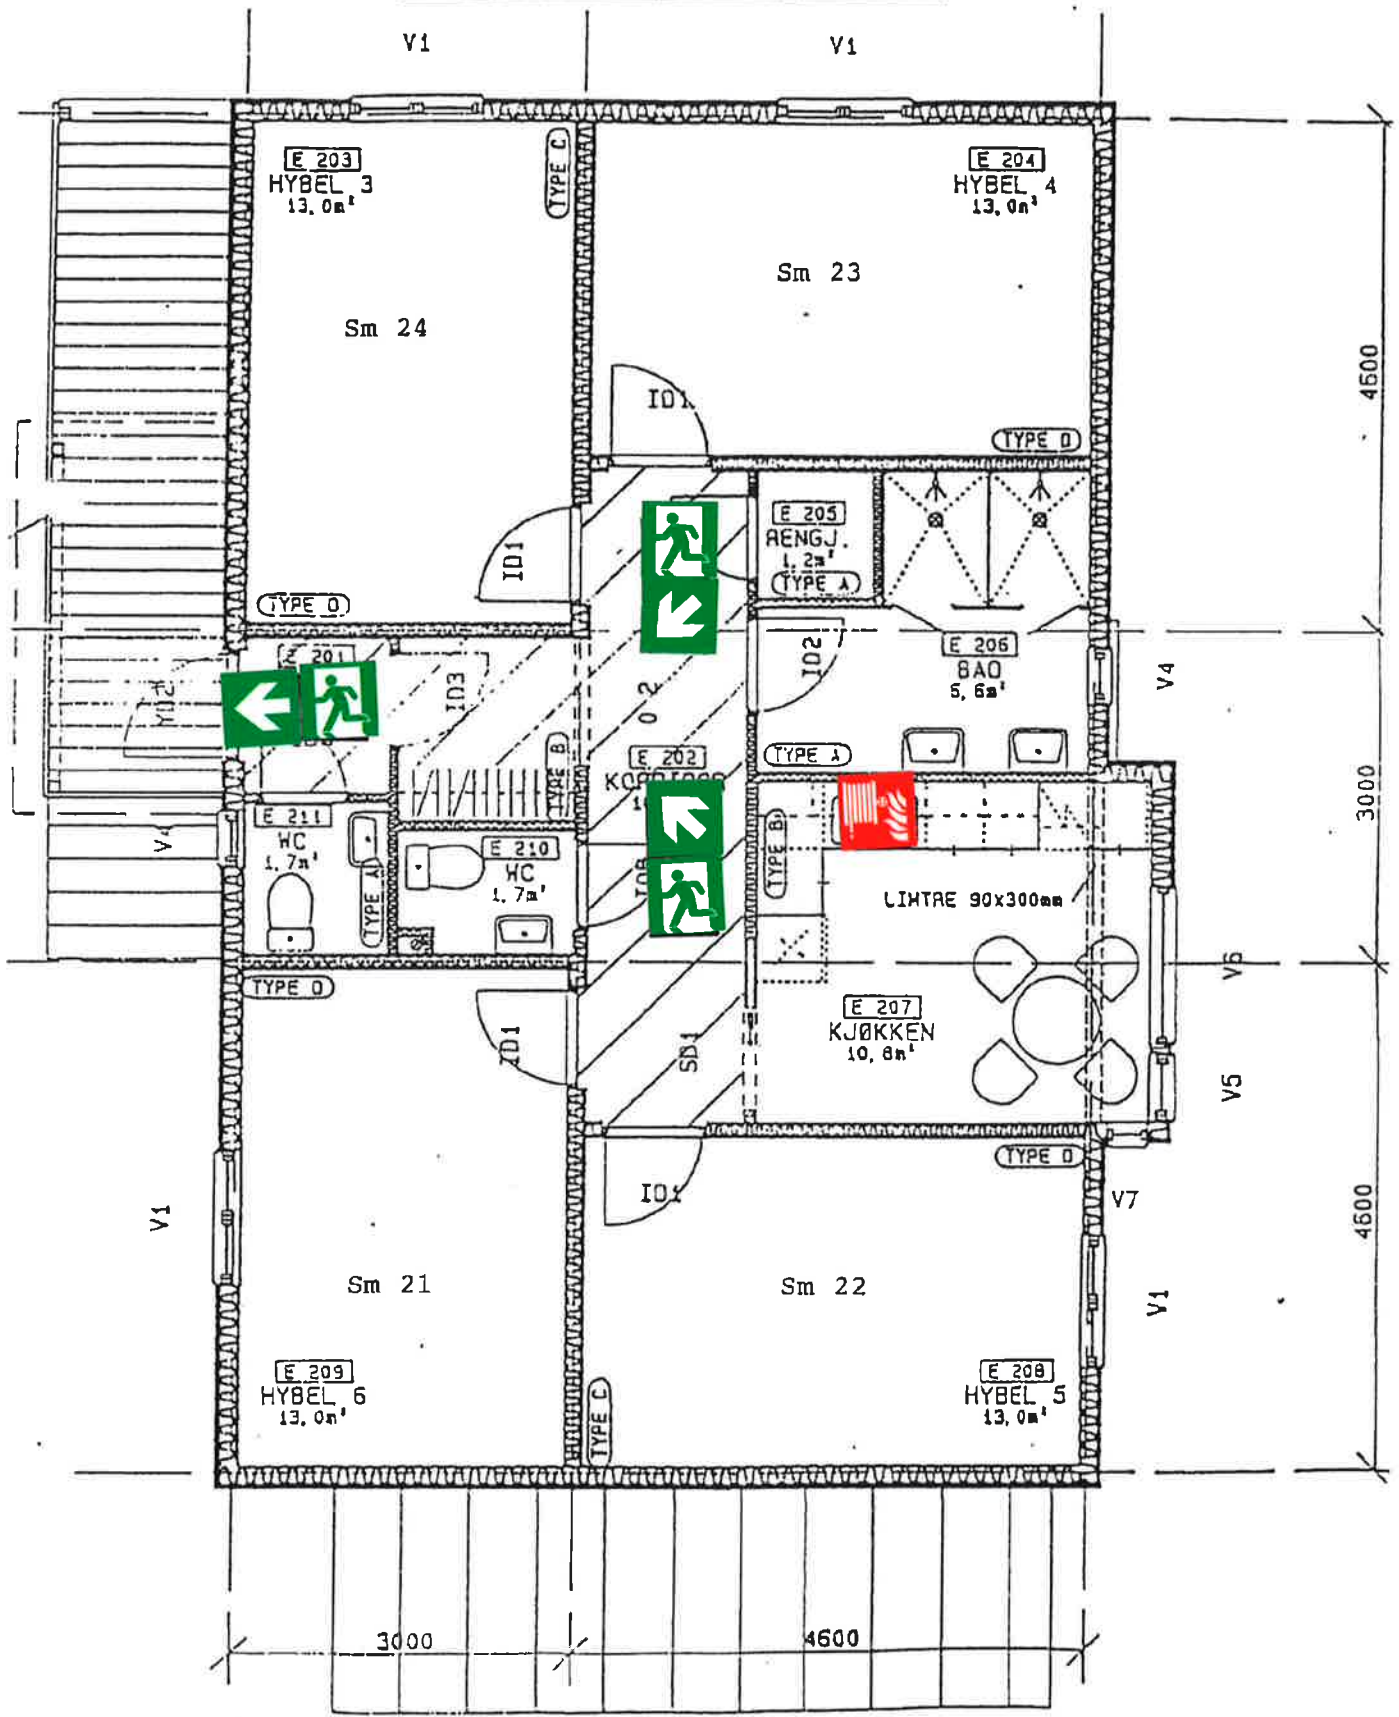 V1
V1
E 203
HYBEL 3
13,0m²
TYPE C
E 204
HYBEL 4
13,0m²
Sm 23
Sm 24
4600
ID1
TYPE D
ID1
E 205
RENGJ.
1,2m²
TYPE A
TYPE D
201
ID3
ID2
E 206
BAD
5,6m²
V4
YD2
TYPE A
E 202
TYPE B
3000
E 211
WC
1,7m²
TYPE A
E 210
WC
1,7m²
TYPE B
LIMTRE 90x300mm
V6
TYPE D
E 207
KJØKKEN
10,8m²
ID1
SD1
V5
TYPE D
ID1
V7
V1
4600
Sm 21
Sm 22
V1
E 209
HYBEL 6
13,0m²
TYPE C
E 208
HYBEL 5
13,0m²
3000
4600